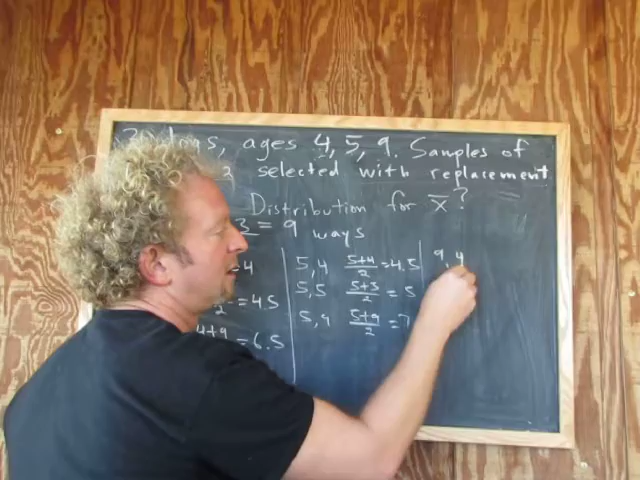 dogs, ages 4, 5, 9. Samples of
2 selected with replacement
Distribution for x̄?
3 = 9 ways
=4
2 =4.5
4+9 =6.5
5,4 5+4/2 =4.5
5,5 5+5/2 =5
5,9 5+9/2 =7
9,4